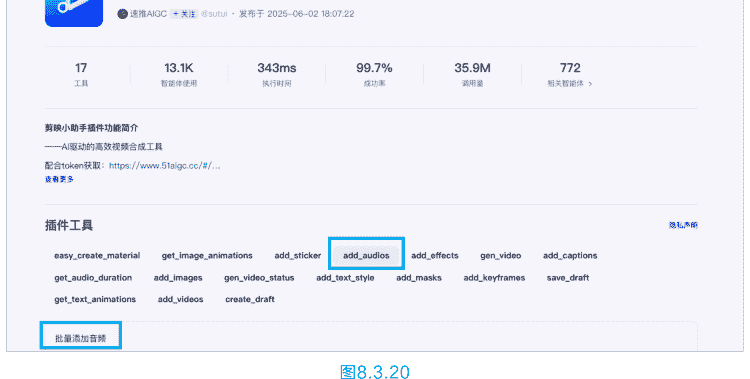 速推AIGC + 关注 @sutui · 发布于 2025-06-02 18:07:22
17 13.1K 343ms 99.7% 35.9M 772
工具 智能体使用 执行时间 成功率 调用量 相关智能体 >
剪映小助手插件功能简介
——AI驱动的高效视频合成工具
配合token获取：https://www.51aigc.cc/#/...
查看更多
插件工具 隐私声明
easy_create_material get_image_animations add_sticker add_audios add_effects gen_video add_captions
get_audio_duration add_images gen_video_status add_text_style add_masks add_keyframes save_draft
get_text_animations add_videos create_draft
批量添加音频
图8.3.20